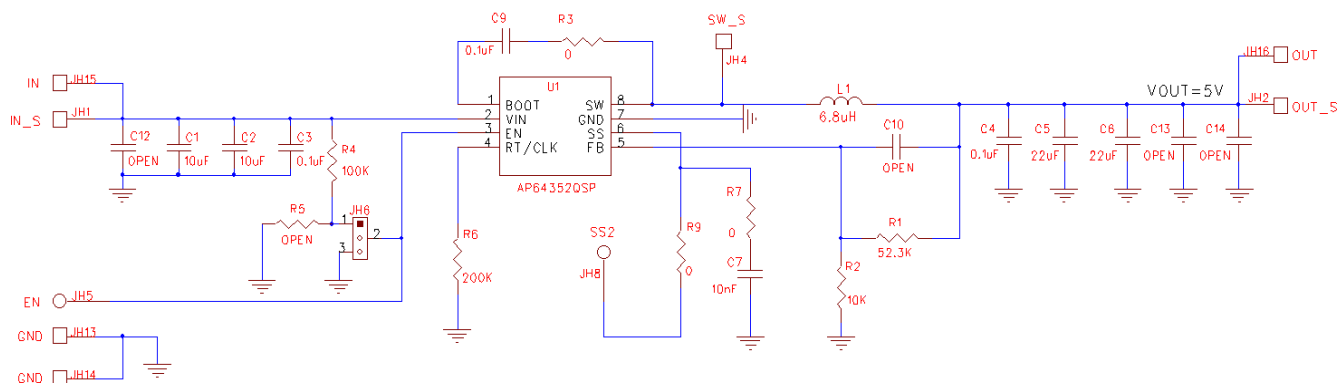 C9
0.1uF
R3
0
SW_S
JH4
JH16
OUT
IN
JH15
U1
IN_S
JH1
1
BOOT
SW
8
2
VIN
GND
7
3
EN
SS
6
4
RT/CLK
FB
5
AP64352QSP
L1
6.8uH
VOUT=5V
JH2
OUT_S
C12
OPEN
C1
10uF
C2
10uF
C3
0.1uF
R4
100K
C10
OPEN
C4
0.1uF
C5
22uF
C6
22uF
C13
OPEN
C14
OPEN
R5
OPEN
JH6
1
2
3
R6
200K
SS2
JH8
R9
0
R7
0
C7
10nF
R1
52.3K
R2
10K
EN
JH5
GND
JH13
GND
JH14